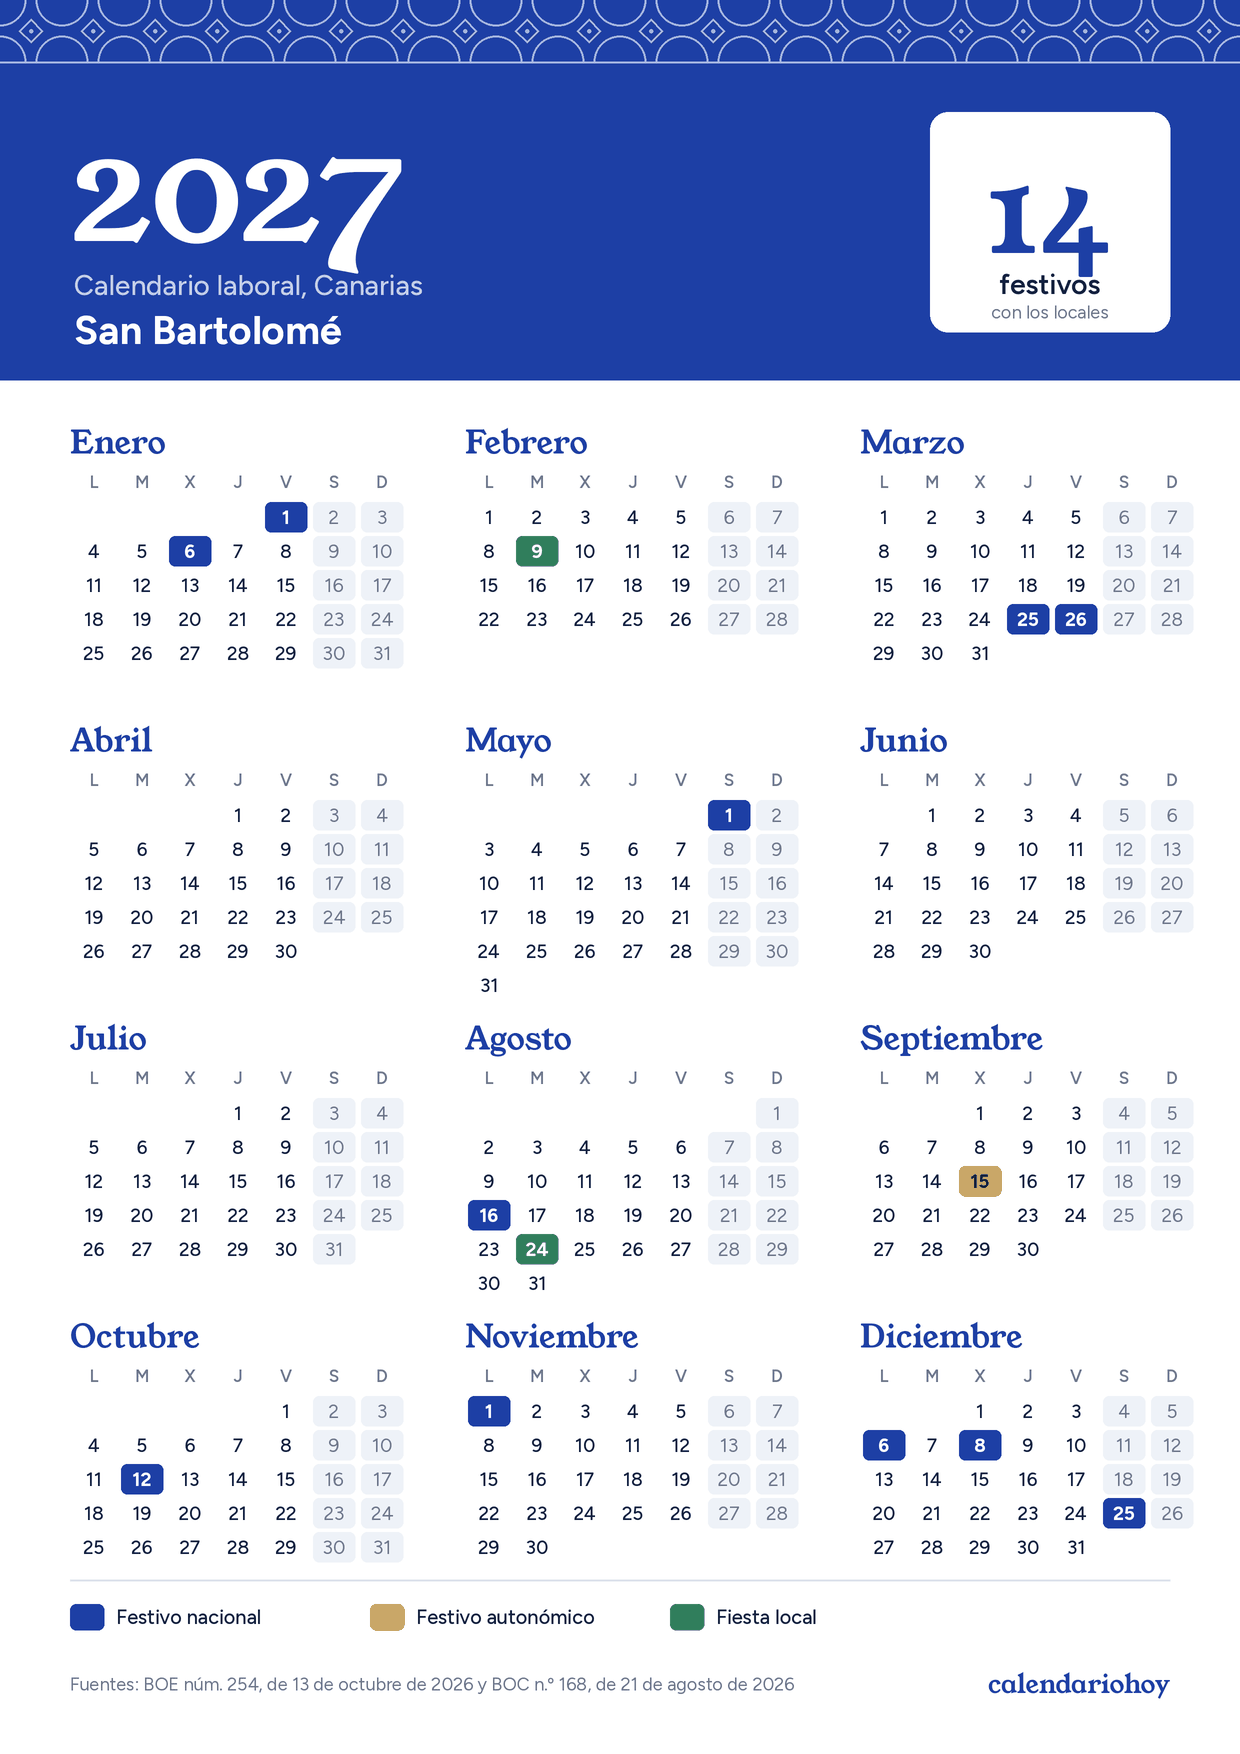 2027
Calendario laboral, Canarias
San Bartolomé
14
festivos
con los locales
Enero
L M X J V S D
1 2 3
4 5 6 7 8 9 10
11 12 13 14 15 16 17
18 19 20 21 22 23 24
25 26 27 28 29 30 31
Febrero
L M X J V S D
1 2 3 4 5 6 7
8 9 10 11 12 13 14
15 16 17 18 19 20 21
22 23 24 25 26 27 28
Marzo
L M X J V S D
1 2 3 4 5 6 7
8 9 10 11 12 13 14
15 16 17 18 19 20 21
22 23 24 25 26 27 28
29 30 31
Abril
L M X J V S D
1 2 3 4
5 6 7 8 9 10 11
12 13 14 15 16 17 18
19 20 21 22 23 24 25
26 27 28 29 30
Mayo
L M X J V S D
1 2
3 4 5 6 7 8 9
10 11 12 13 14 15 16
17 18 19 20 21 22 23
24 25 26 27 28 29 30
31
Junio
L M X J V S D
1 2 3 4 5 6
7 8 9 10 11 12 13
14 15 16 17 18 19 20
21 22 23 24 25 26 27
28 29 30
Julio
L M X J V S D
1 2 3 4
5 6 7 8 9 10 11
12 13 14 15 16 17 18
19 20 21 22 23 24 25
26 27 28 29 30 31
Agosto
L M X J V S D
1
2 3 4 5 6 7 8
9 10 11 12 13 14 15
16 17 18 19 20 21 22
23 24 25 26 27 28 29
30 31
Septiembre
L M X J V S D
1 2 3 4 5
6 7 8 9 10 11 12
13 14 15 16 17 18 19
20 21 22 23 24 25 26
27 28 29 30
Octubre
L M X J V S D
1 2 3
4 5 6 7 8 9 10
11 12 13 14 15 16 17
18 19 20 21 22 23 24
25 26 27 28 29 30 31
Noviembre
L M X J V S D
1 2 3 4 5 6 7
8 9 10 11 12 13 14
15 16 17 18 19 20 21
22 23 24 25 26 27 28
29 30
Diciembre
L M X J V S D
1 2 3 4 5
6 7 8 9 10 11 12
13 14 15 16 17 18 19
20 21 22 23 24 25 26
27 28 29 30 31
Festivo nacional
Festivo autonómico
Fiesta local
Fuentes: BOE núm. 254, de 13 de octubre de 2026 y BOC n.º 168, de 21 de agosto de 2026
calendariohoy